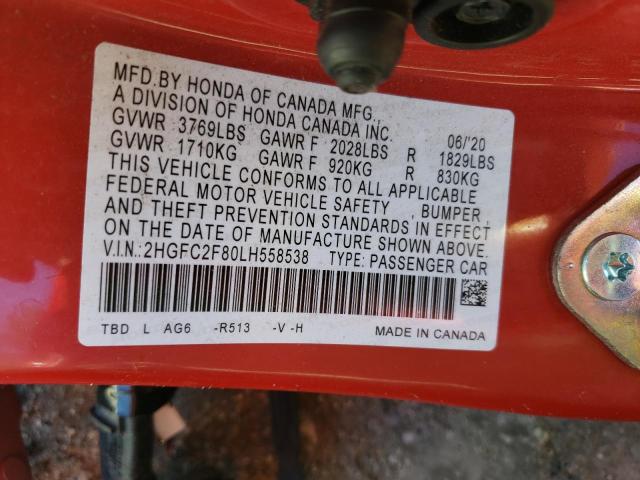 MFD.BY HONDA OF CANADA MFG.,
A DIVISION OF HONDA CANADA INC. 06/'20
GVWR 3769LBS GAWR F 2028LBS R 1829LBS
GVWR 1710KG GAWR F 920KG R 830KG
THIS VEHICLE CONFORMS TO ALL APPLICABLE
FEDERAL MOTOR VEHICLE SAFETY , BUMPER,
AND THEFT PREVENTION STANDARDS IN EFFECT
ON THE DATE OF MANUFACTURE SHOWN ABOVE.
V.I.N.:2HGFC2F80LH558538 TYPE: PASSENGER CAR
TBD L AG6 -R513 -V -H MADE IN CANADA